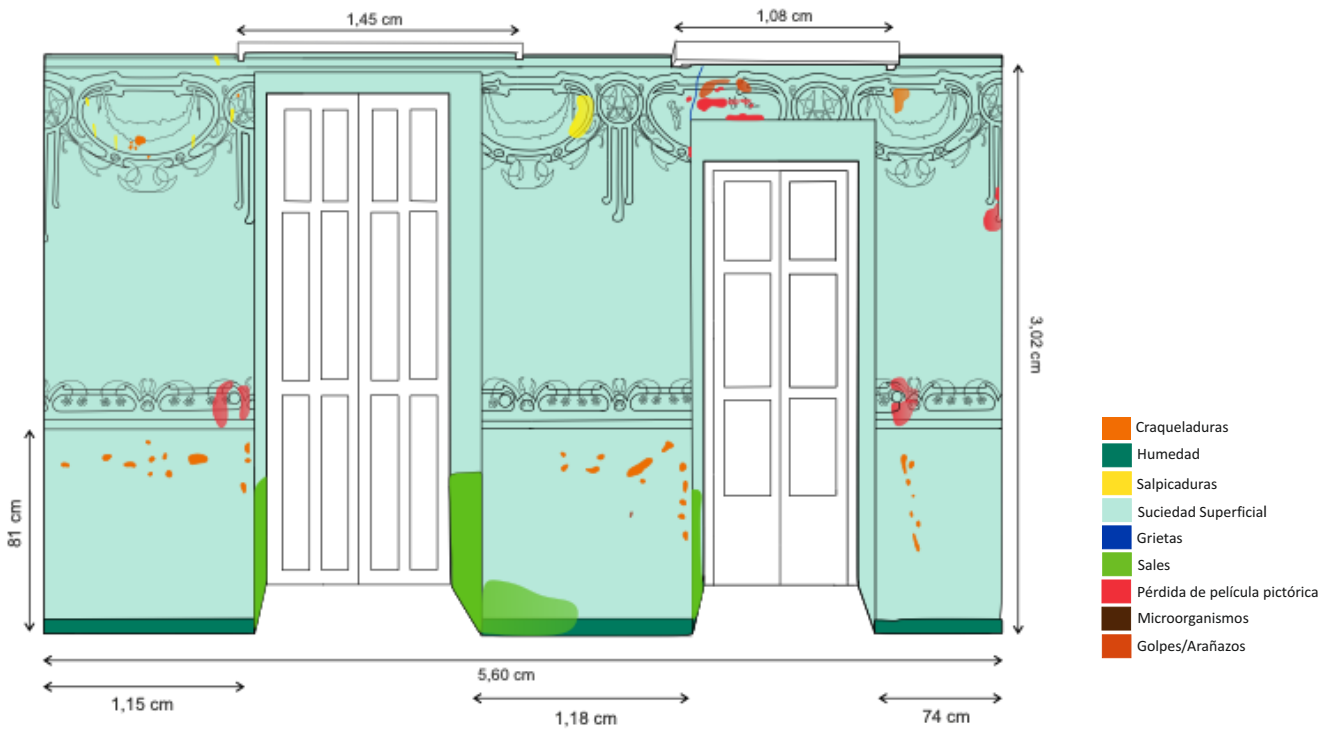 1,45 cm
1,08 cm
3,02 cm
81 cm
Craqueladuras
Humedad
Salpicaduras
Suciedad Superficial
Grietas
Sales
Pérdida de película pictórica
Microorganismos
Golpes/Arañazos
5,60 cm
1,15 cm
1,18 cm
74 cm